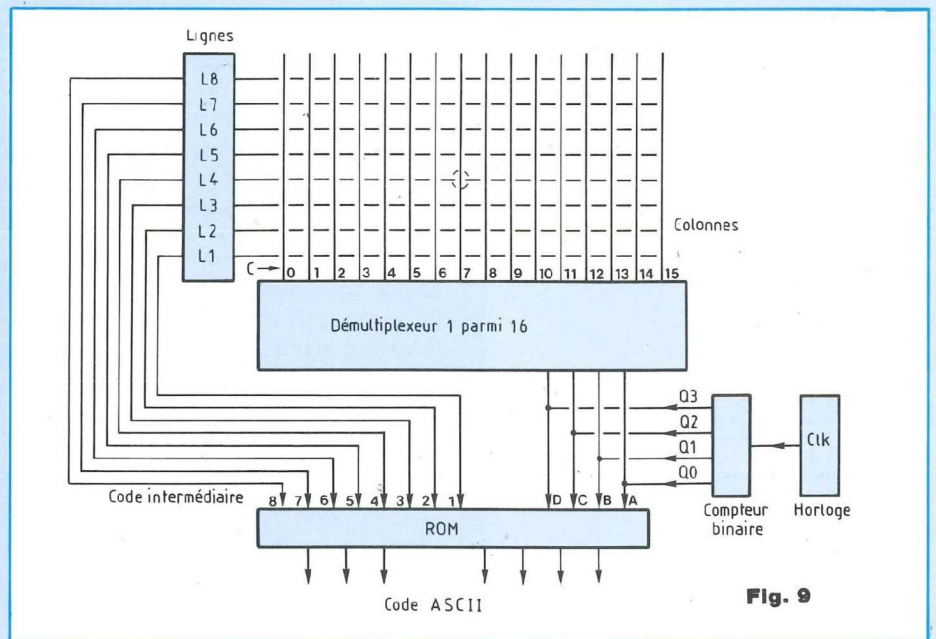 Lignes
L8
L7
L6
L5
L4
L3
L2
L1
Colonnes
C
0 1 2 3 4 5 6 7 8 9 10 11 12 13 14 15
Démultiplexeur 1 parmi 16
Q3
Q2
Q1
Q0
Clk
Compteur
binaire
Horloge
Code intermédiaire
8 7 6 5 4 3 2 1 D C B A
ROM
Code ASCII
Fig. 9